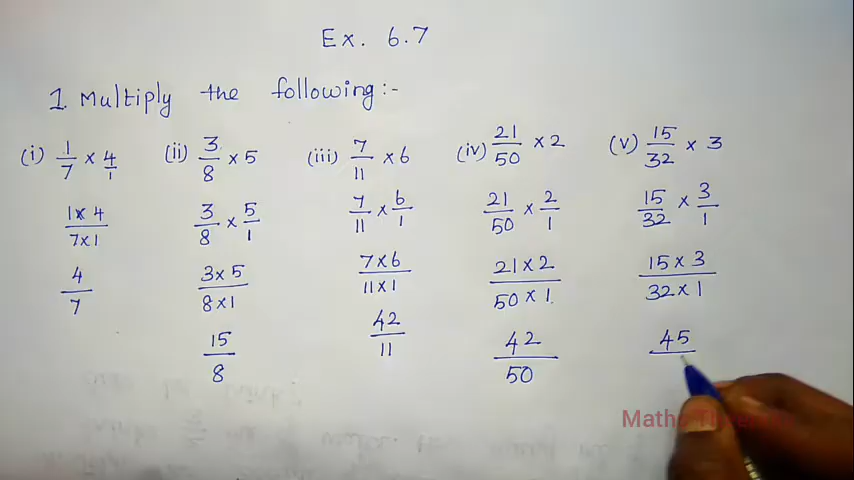 Ex. 6.7
1. Multiply the following:-
(i) 1/7 × 4/1
1×4/7×1
4/7
(ii) 3/8 × 5
3/8 × 5/1
3×5/8×1
15/8
(iii) 7/11 × 6
7/11 × 6/1
7×6/11×1
42/11
(iv) 21/50 × 2
21/50 × 2/1
21×2/50×1
42/50
(v) 15/32 × 3
15/32 × 3/1
15×3/32×1
45